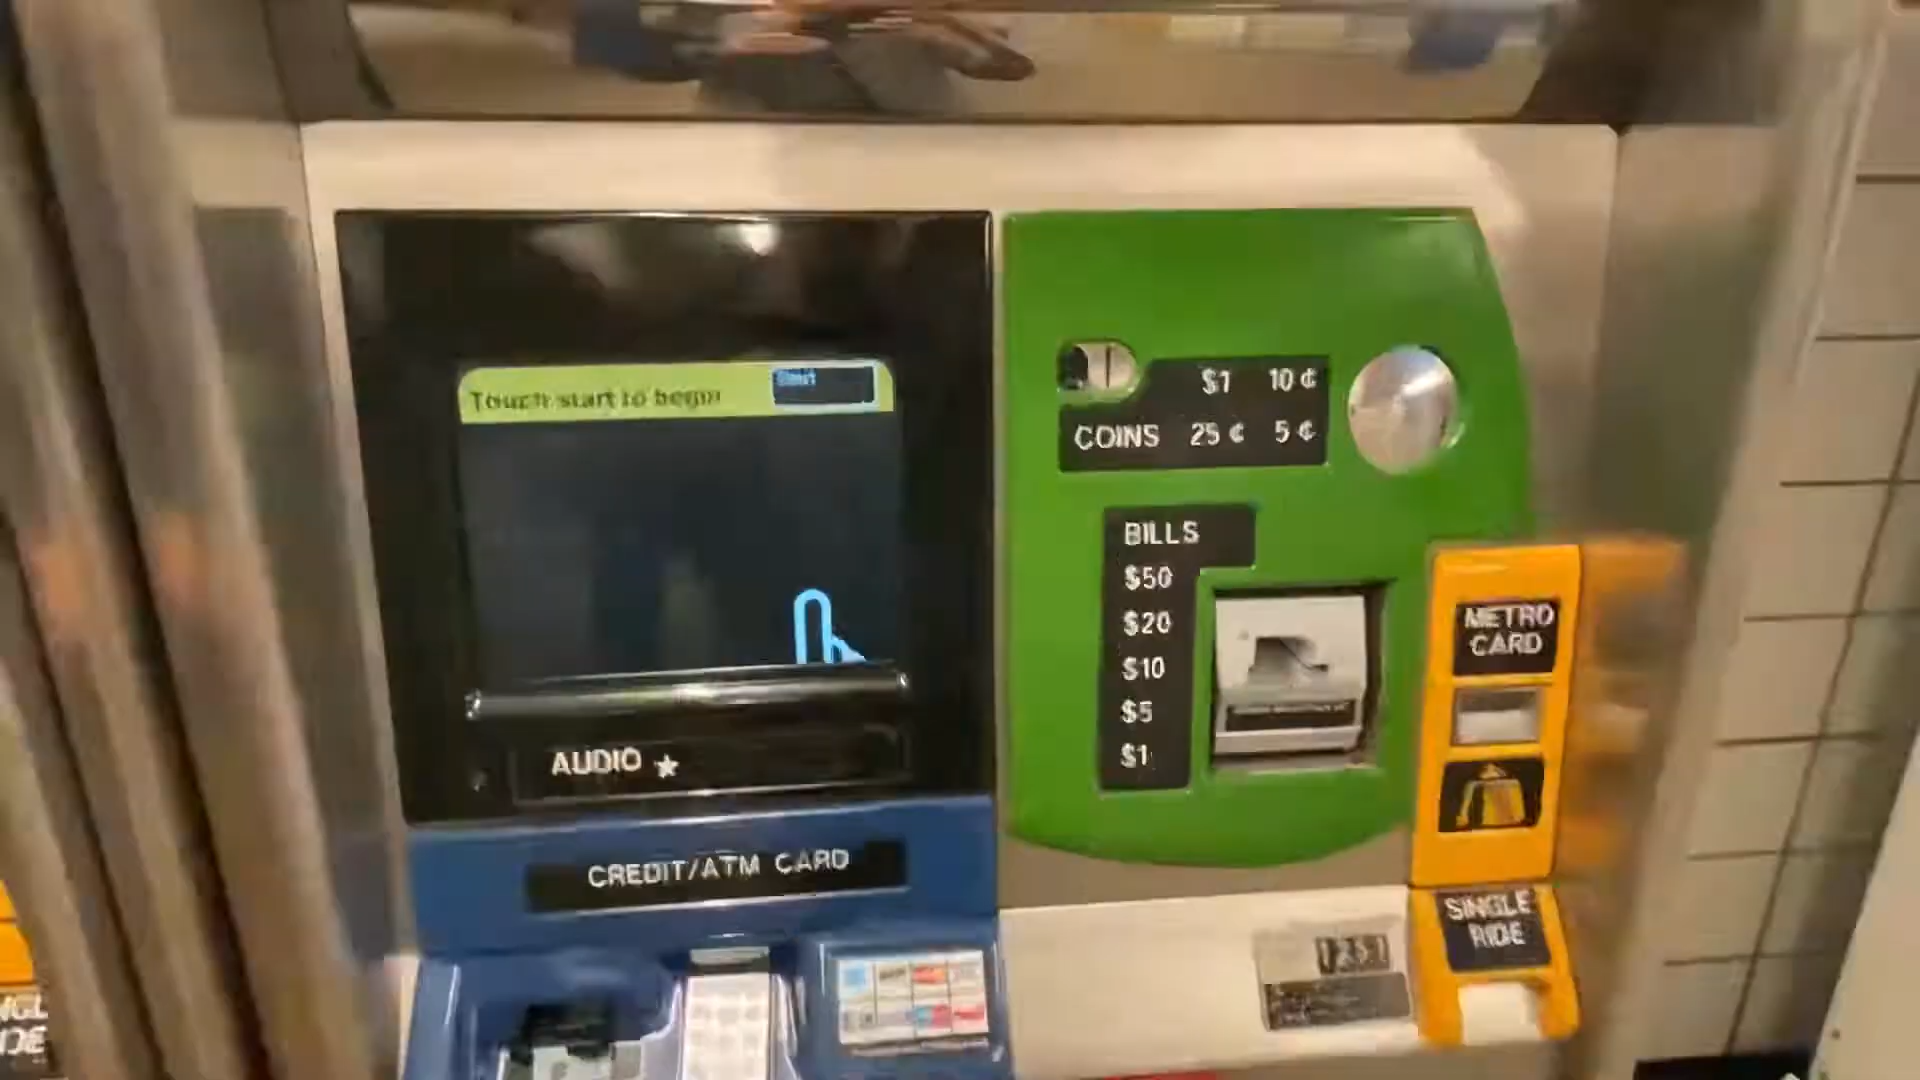 Touch start to begin
Start
AUDIO ★
CREDIT/ATM CARD
$1 10¢
COINS 25¢ 5¢
BILLS
$50
$20
$10
$5
$1
METRO
CARD
SINGLE
RIDE